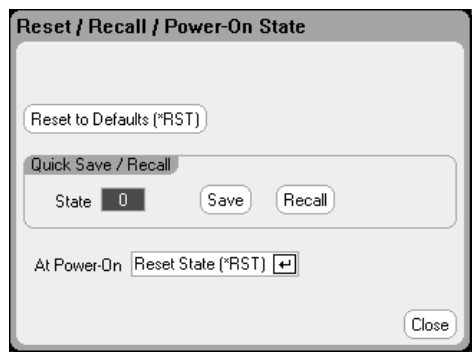 Reset / Recall / Power-On State
Reset to Defaults (*RST)
Quick Save / Recall
State 0 Save Recall
At Power-On Reset State (*RST)
Close